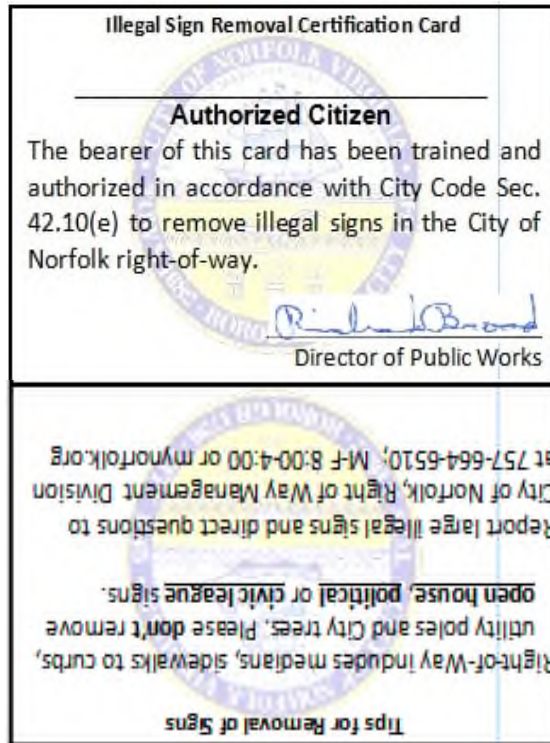 Illegal Sign Removal Certification Card
Authorized Citizen
The bearer of this card has been trained and
authorized in accordance with City Code Sec.
42.10(e) to remove illegal signs in the City of
Norfolk right-of-way.
Director of Public Works
Tips for Removal of Signs
Right-of-Way includes medians, sidewalks to curbs,
utility poles and City trees. Please don't remove
open house, political or civic league signs.
Report large illegal signs and direct questions to
City of Norfolk, Right of Way Management Division
at 757-664-6510, M-F 8:00-4:00 or mynorfolk.org